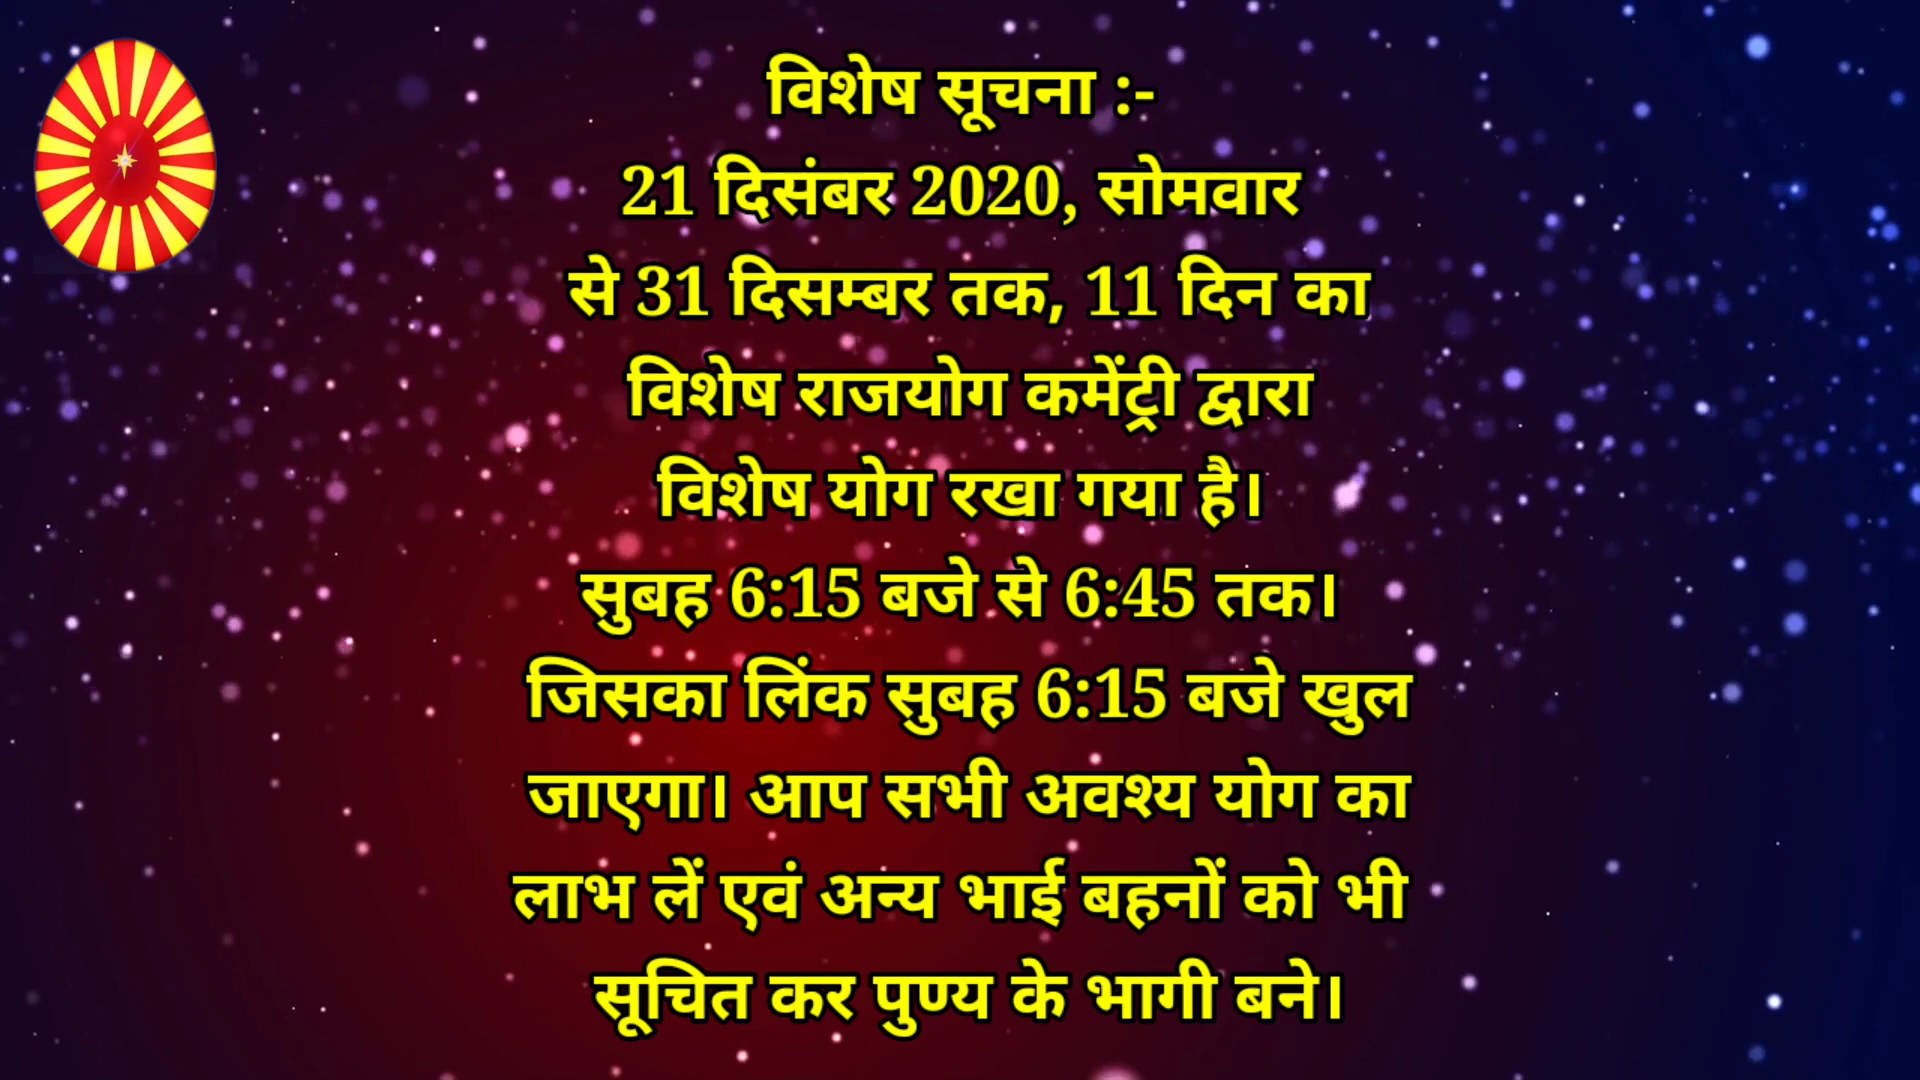 विशेष सूचना :-
21 दिसंबर 2020, सोमवार
से 31 दिसम्बर तक, 11 दिन का
विशेष राजयोग कमेंट्री द्वारा
विशेष योग रखा गया है।
सुबह 6:15 बजे से 6:45 तक।
जिसका लिंक सुबह 6:15 बजे खुल
जाएगा। आप सभी अवश्य योग का
लाभ लें एवं अन्य भाई बहनों को भी
सूचित कर पुण्य के भागी बने।